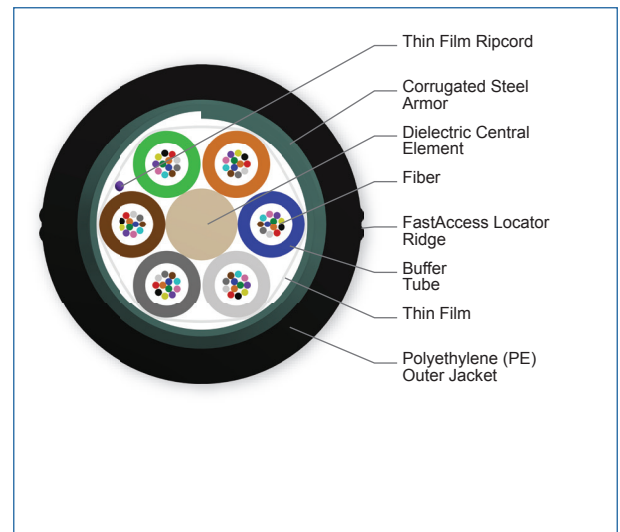 Thin Film Ripcord
Corrugated Steel
Armor
Dielectric Central
Element
Fiber
FastAccess Locator
Ridge
Buffer
Tube
Thin Film
Polyethylene (PE)
Outer Jacket